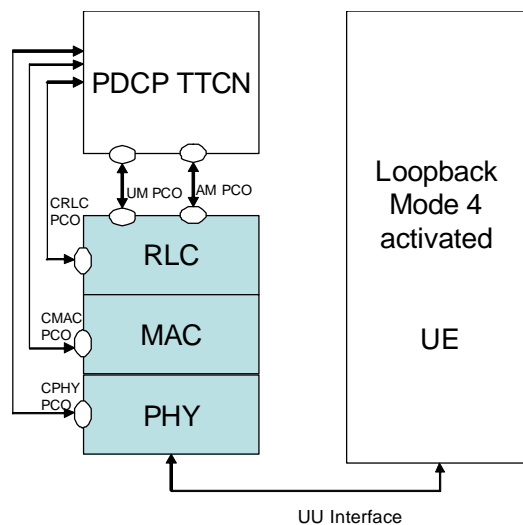 PDCP TTCN
UM PCO
AM PCO
CRLC
PCO
RLC
CMAC
PCO
MAC
CPHY
PCO
PHY
Loopback
Mode 4
activated
UE
UU Interface